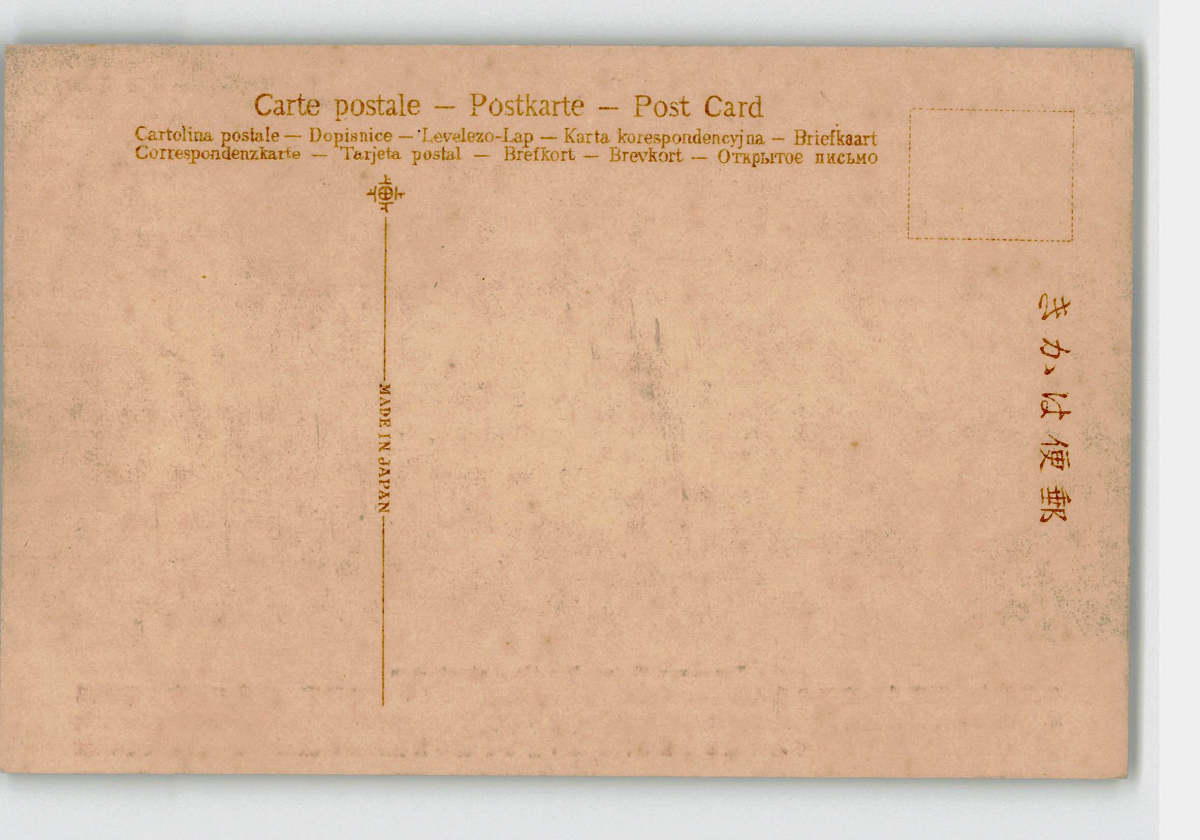 Carte postale — Postkarte — Post Card
Cartolina postale — Dopisnice — Levelezo-Lap — Karta korespondencyjna — Briefkaart
Correspondenzkarte — Tarjeta postal — Brefkort — Brevkort — Открытое письмо
MADE IN JAPAN
きかは便郵